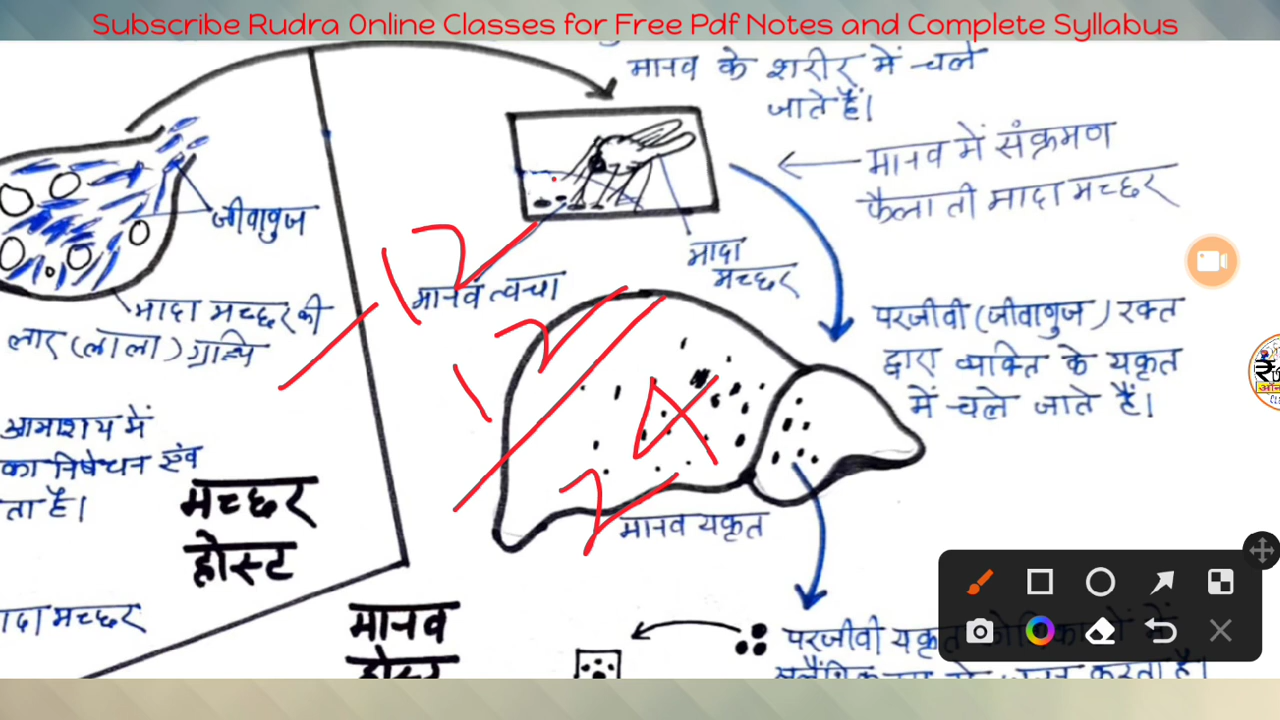 Subscribe Rudra Online Classes for Free Pdf Notes and Complete Syllabus
मानव के शरीर में चले
जाते हैं।
मानव में संक्रमण
फैलाती मादा मच्छर
जीवाणुज
मादा
मच्छर
मानव त्वचा
मादा मच्छर की
लार (लाला) ग्रन्थि
परजीवी (जीवाणुज) रक्त
द्वारा व्यक्ति के यकृत
में चले जाते हैं।
आमाशय में
का निषेचन एंव
ता है।
मच्छर
होस्ट
मानव यकृत
मादा मच्छर
मानव
होस्ट
परजीवी यकृत